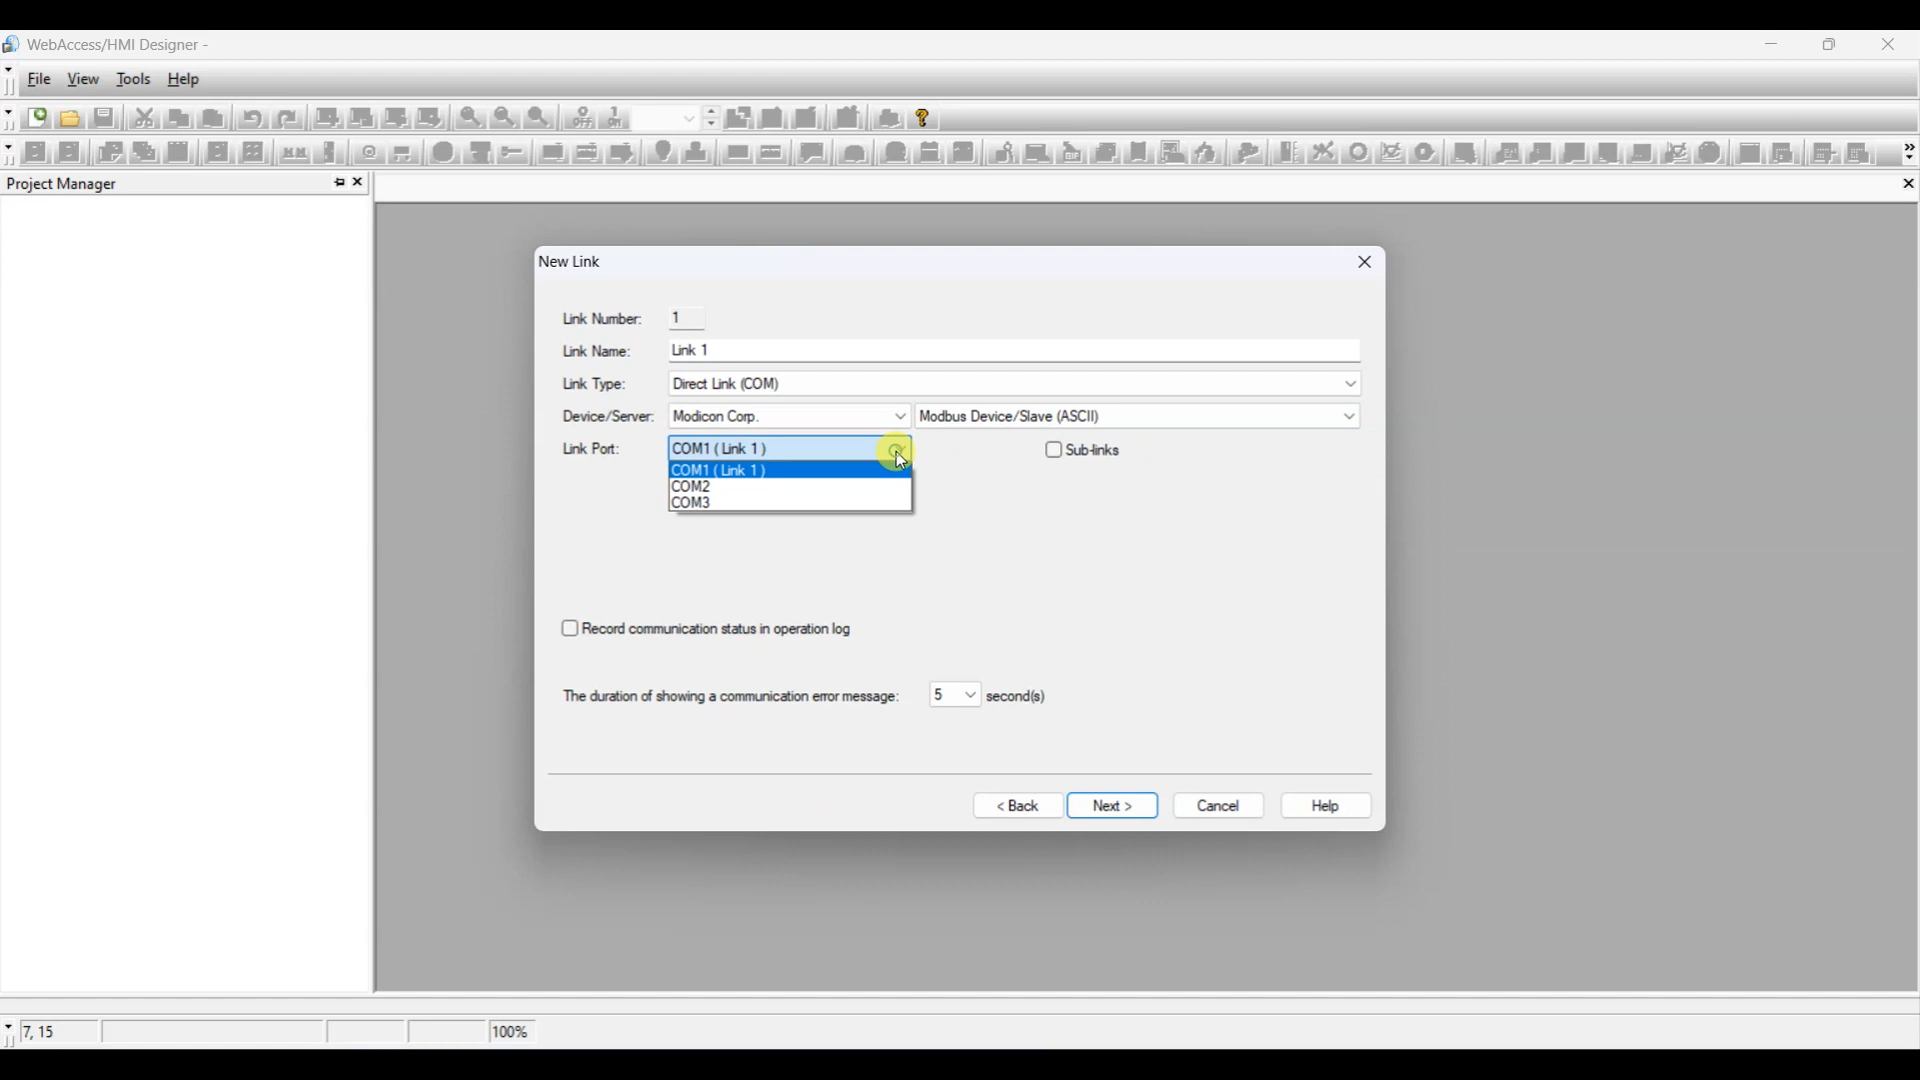 WebAccess/HMI Designer -
File View Tools Help
OFF ON
Project Manager
New Link
Link Number: 1
Link Name: Link 1
Link Type: Direct Link (COM)
Device/Server: Modicon Corp. Modbus Device/Slave (ASCII)
Link Port: COM1 ( Link 1 ) Sub-links
COM1 ( Link 1 )
COM2
COM3
Record communication status in operation log
The duration of showing a communication error message: 5 second(s)
< Back Next > Cancel Help
7, 15 100%